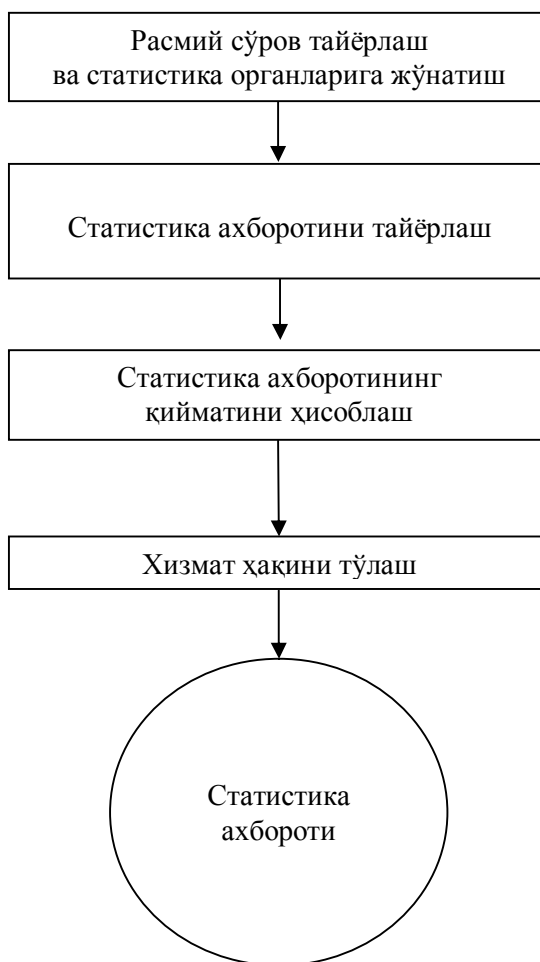 Расмий сўров тайёрлаш
ва статистика органларига жўнатиш
Статистика ахборотини тайёрлаш
Статистика ахборотининг
қийматини ҳисоблаш
Хизмат ҳақини тўлаш
Статистика
ахбороти